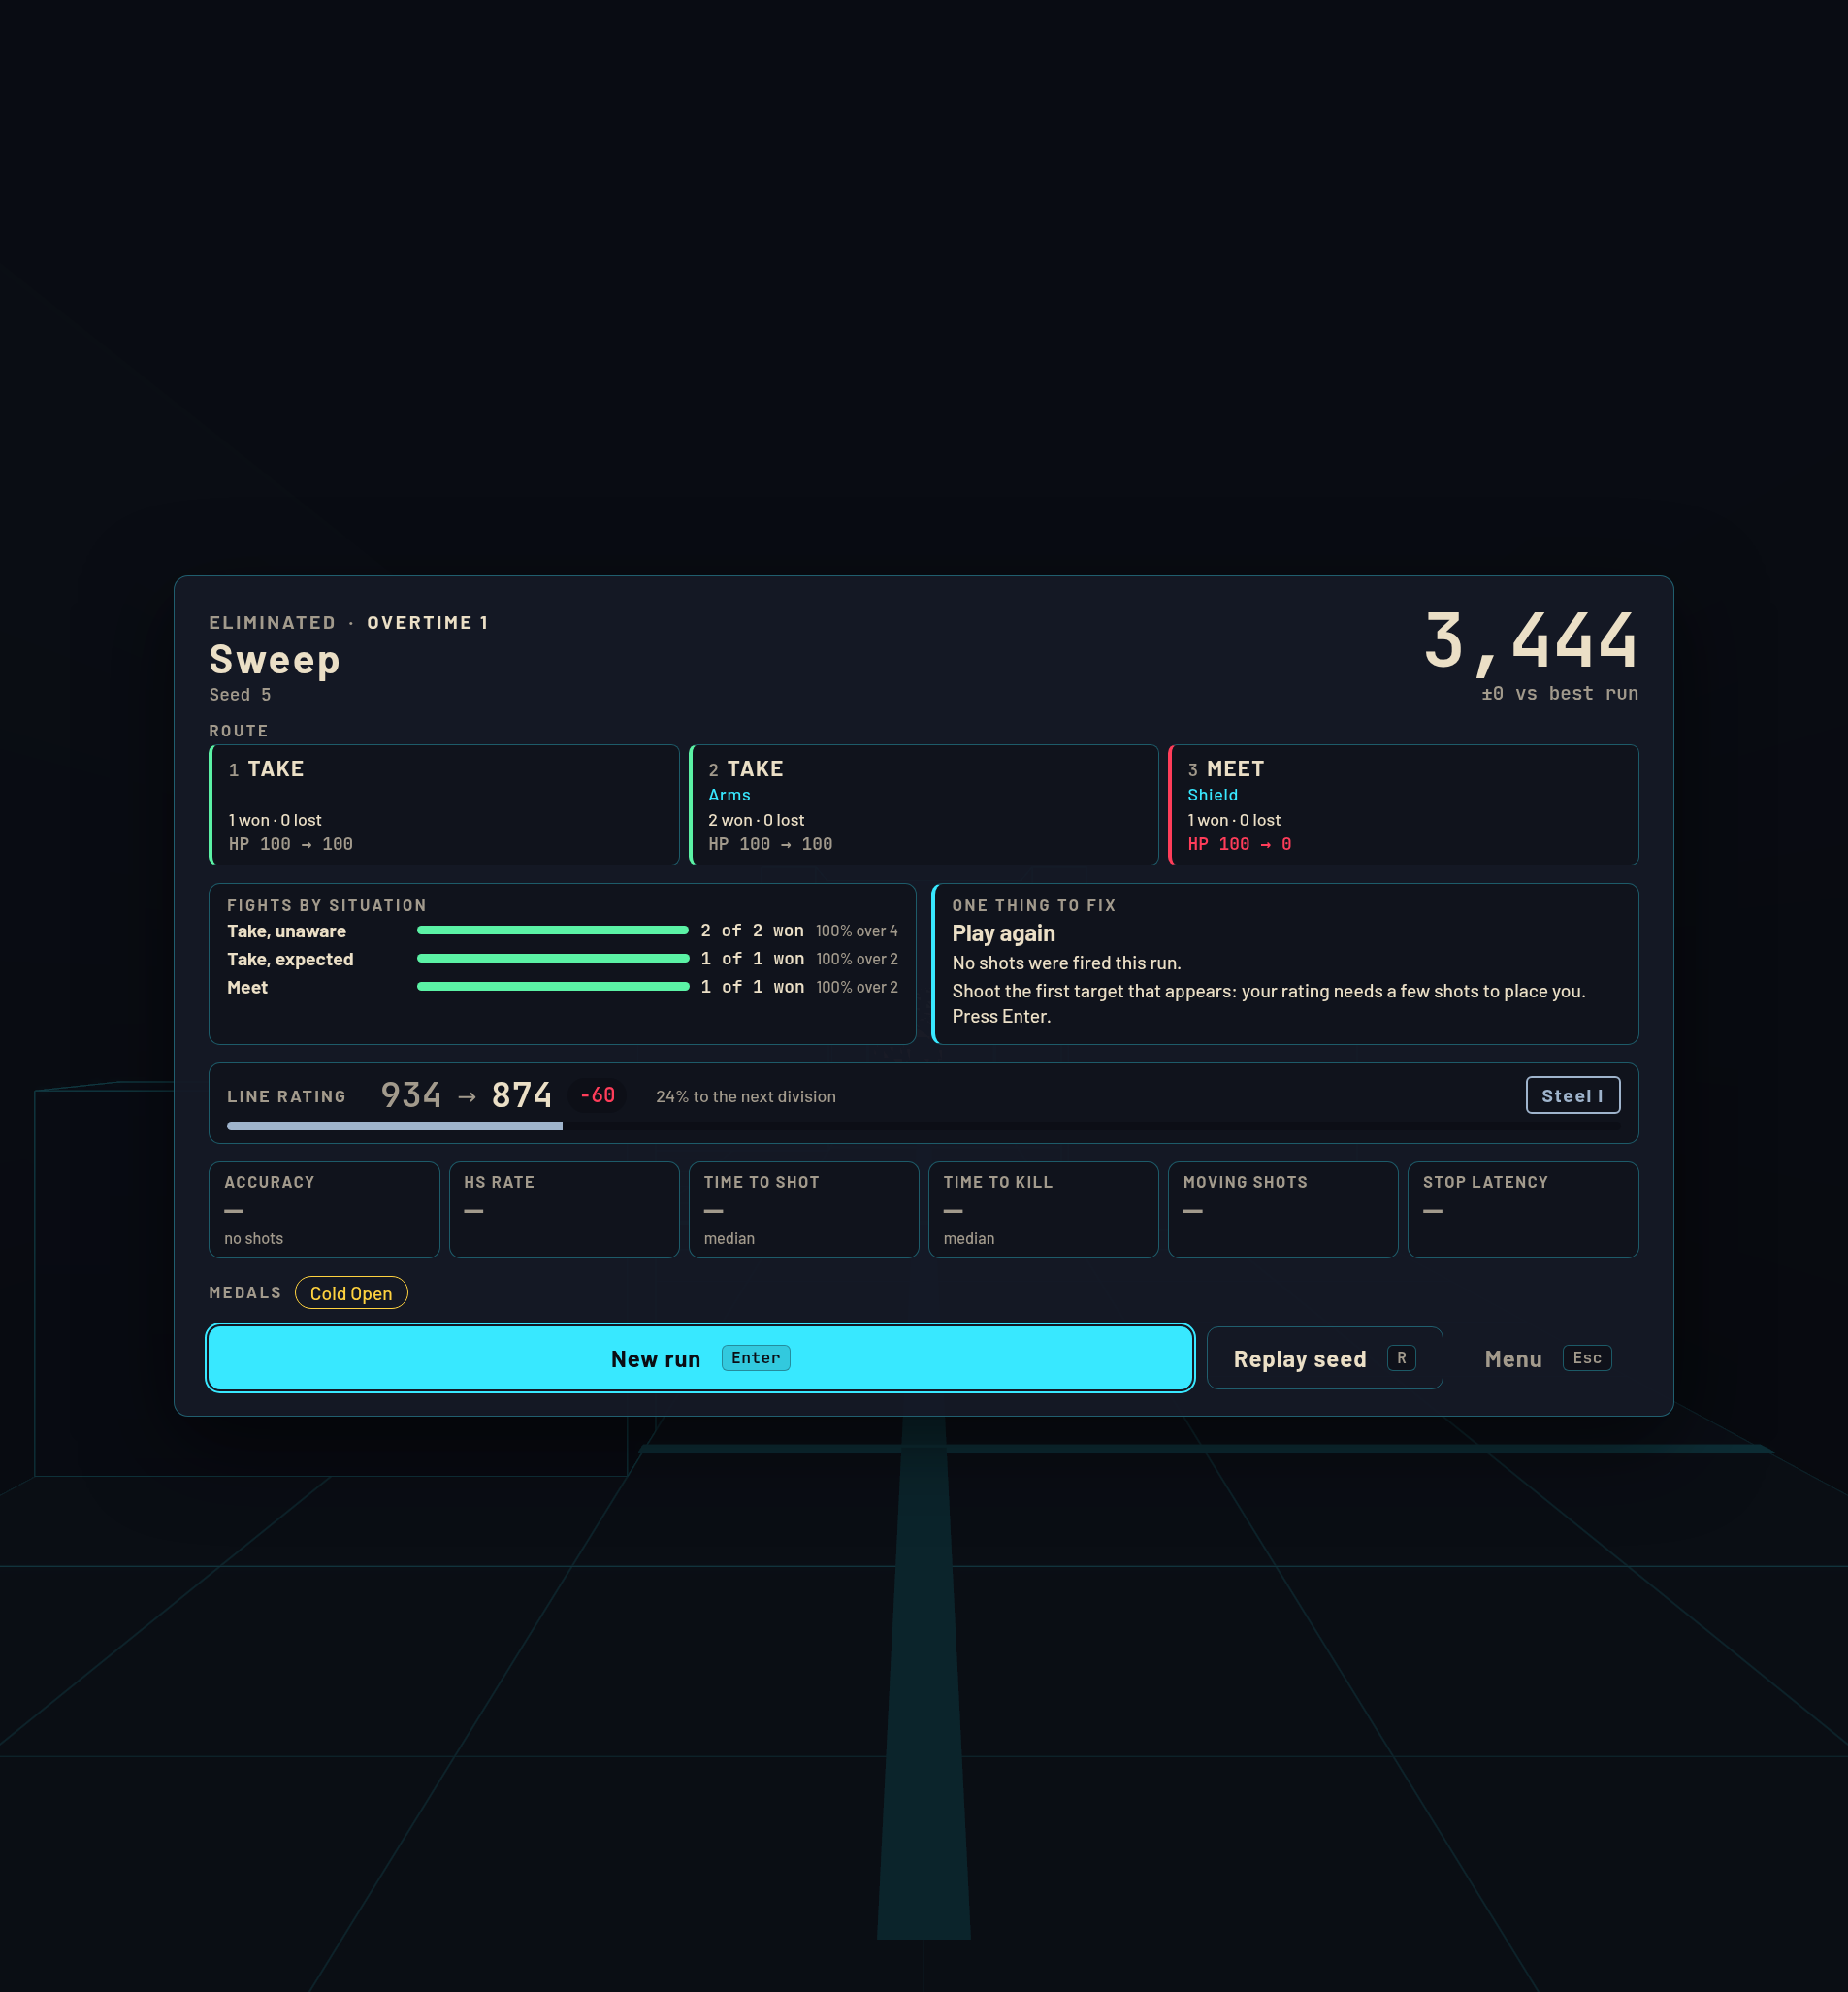 ELIMINATED · OVERTIME 1
Sweep
Seed 5
3,444
±0 vs best run
ROUTE
1 TAKE
1 won · 0 lost
HP 100 → 100
2 TAKE
Arms
2 won · 0 lost
HP 100 → 100
3 MEET
Shield
1 won · 0 lost
HP 100 → 0
FIGHTS BY SITUATION
Take, unaware 2 of 2 won 100% over 4
Take, expected 1 of 1 won 100% over 2
Meet 1 of 1 won 100% over 2
ONE THING TO FIX
Play again
No shots were fired this run.
Shoot the first target that appears: your rating needs a few shots to place you.
Press Enter.
LINE RATING 934 → 874 -60 24% to the next division Steel I
ACCURACY
—
no shots
HS RATE
—
TIME TO SHOT
—
median
TIME TO KILL
—
median
MOVING SHOTS
—
STOP LATENCY
—
MEDALS Cold Open
New run Enter
Replay seed R
Menu Esc